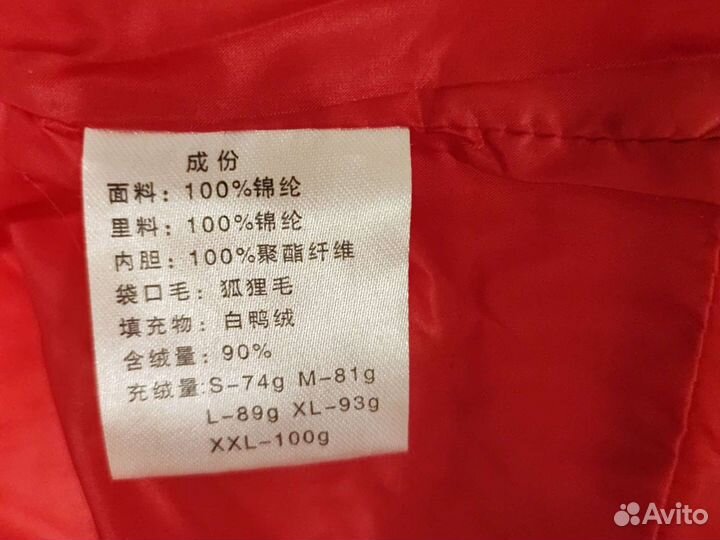 成份
面料：100%锦纶
里料：100%锦纶
内胆：100%聚酯纤维
袋口毛：狐狸毛
填充物：白鸭绒
含绒量：90%
充绒量:S-74g M-81g
L-89g XL-93g
XXL-100g
Avito